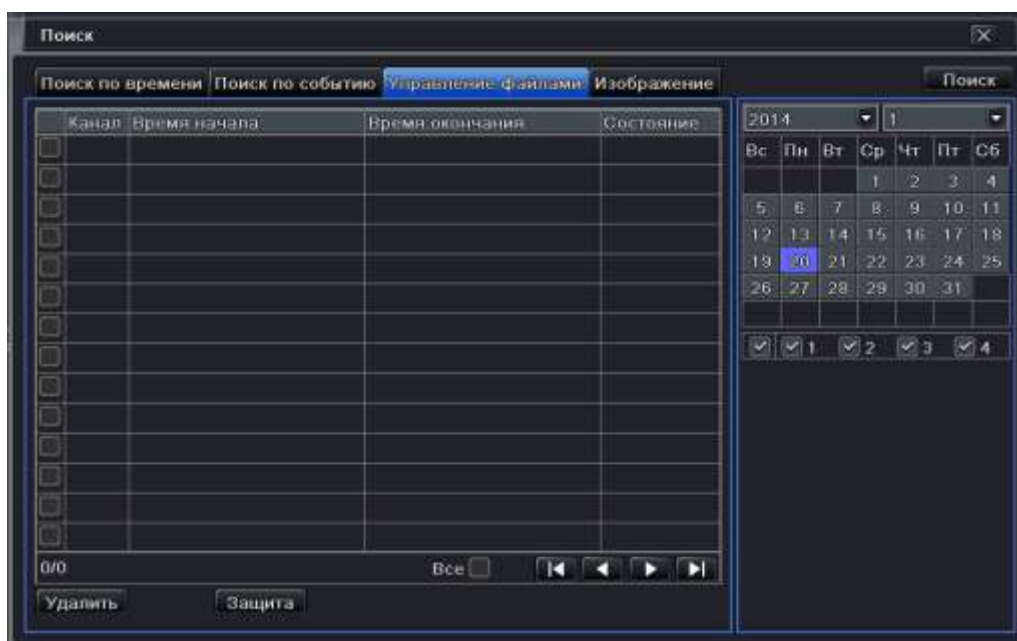 Поиск
Поиск по времени Поиск по событию Управление файлами Изображение Поиск
Канал Время начала Время окончания Состояние
2014 1
Вс Пн Вт Ср Чт Пт Сб
1 2 3 4
5 6 7 8 9 10 11
12 13 14 15 16 17 18
19 20 21 22 23 24 25
26 27 28 29 30 31
1 2 3 4
0/0 Все
Удалить Защита